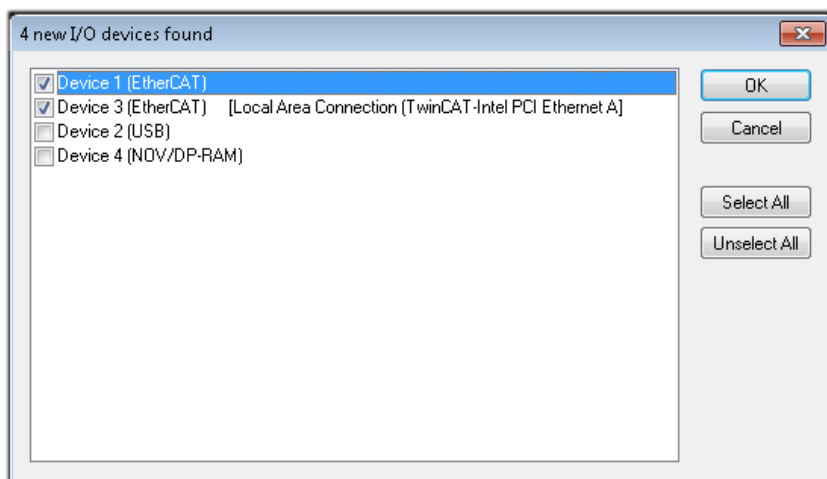 4 new I/O devices found
Device 1 (EtherCAT)
Device 3 (EtherCAT) [Local Area Connection (TwinCAT-Intel PCI Ethernet A]
Device 2 (USB)
Device 4 (NOV/DP-RAM)
OK
Cancel
Select All
Unselect All